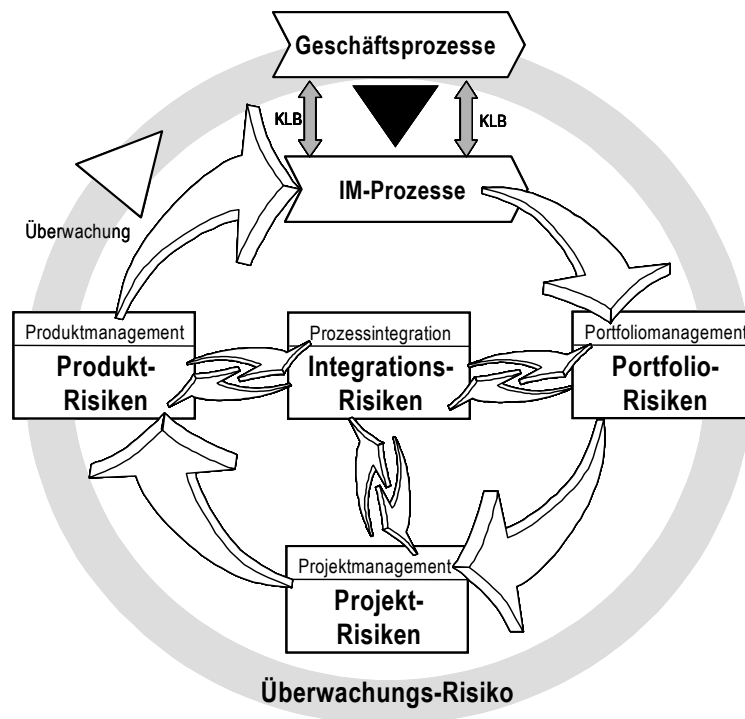 Geschäftsprozesse
KLB
KLB
IM-Prozesse
Überwachung
Produktmanagement
Produkt-
Risiken
Prozessintegration
Integrations-
Risiken
Portfoliomanagement
Portfolio-
Risiken
Projektmanagement
Projekt-
Risiken
Überwachungs-Risiko